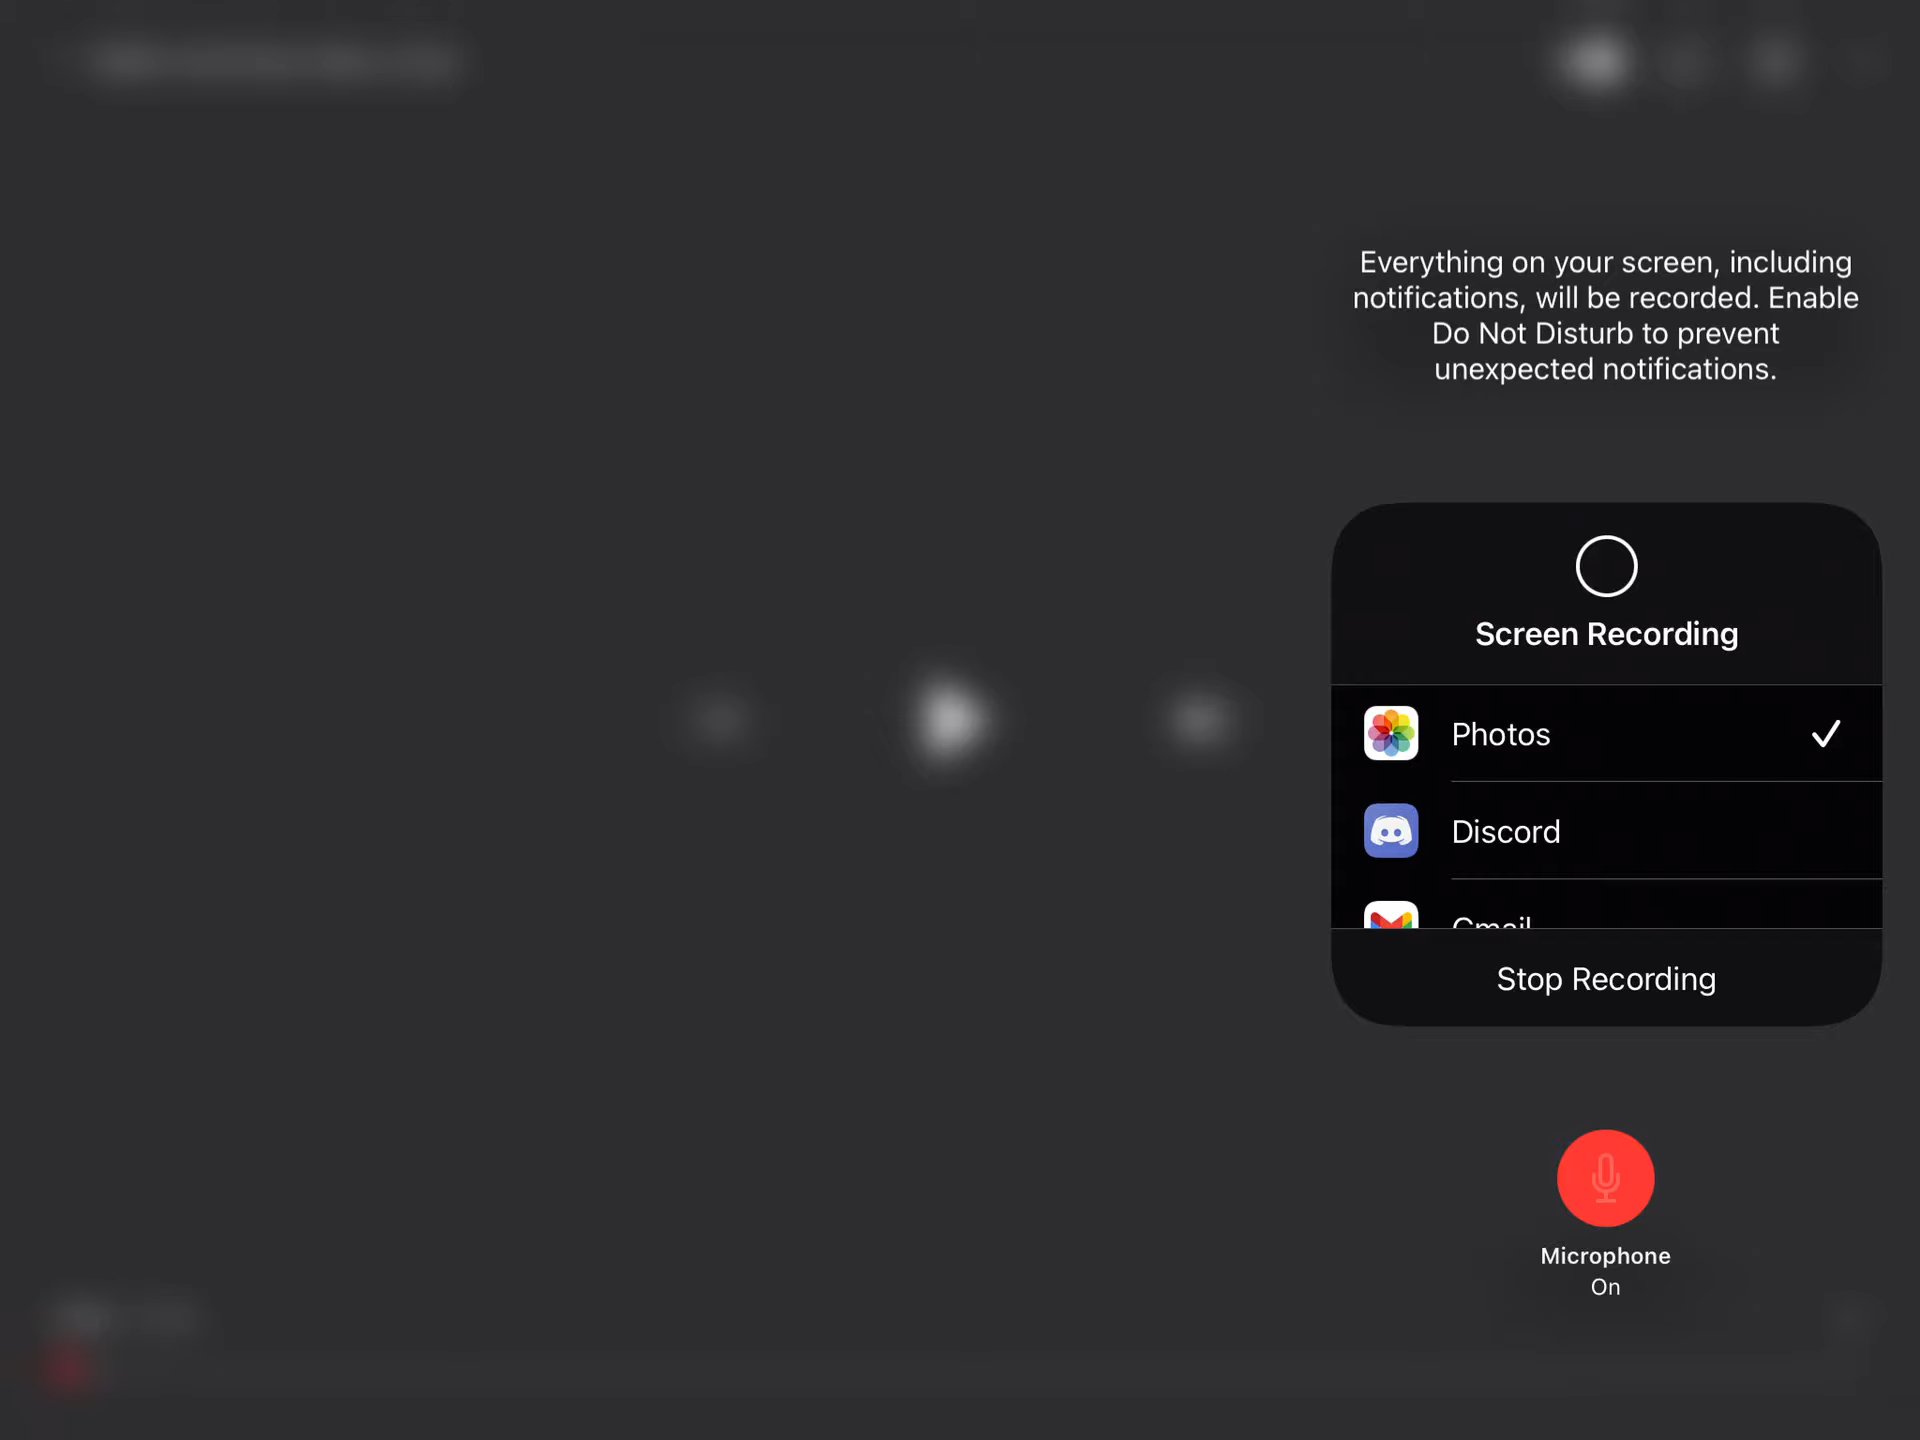 Everything on your screen, including
notifications, will be recorded. Enable
Do Not Disturb to prevent
unexpected notifications.
Screen Recording
Photos
Discord
Gmail
Stop Recording
Microphone
On